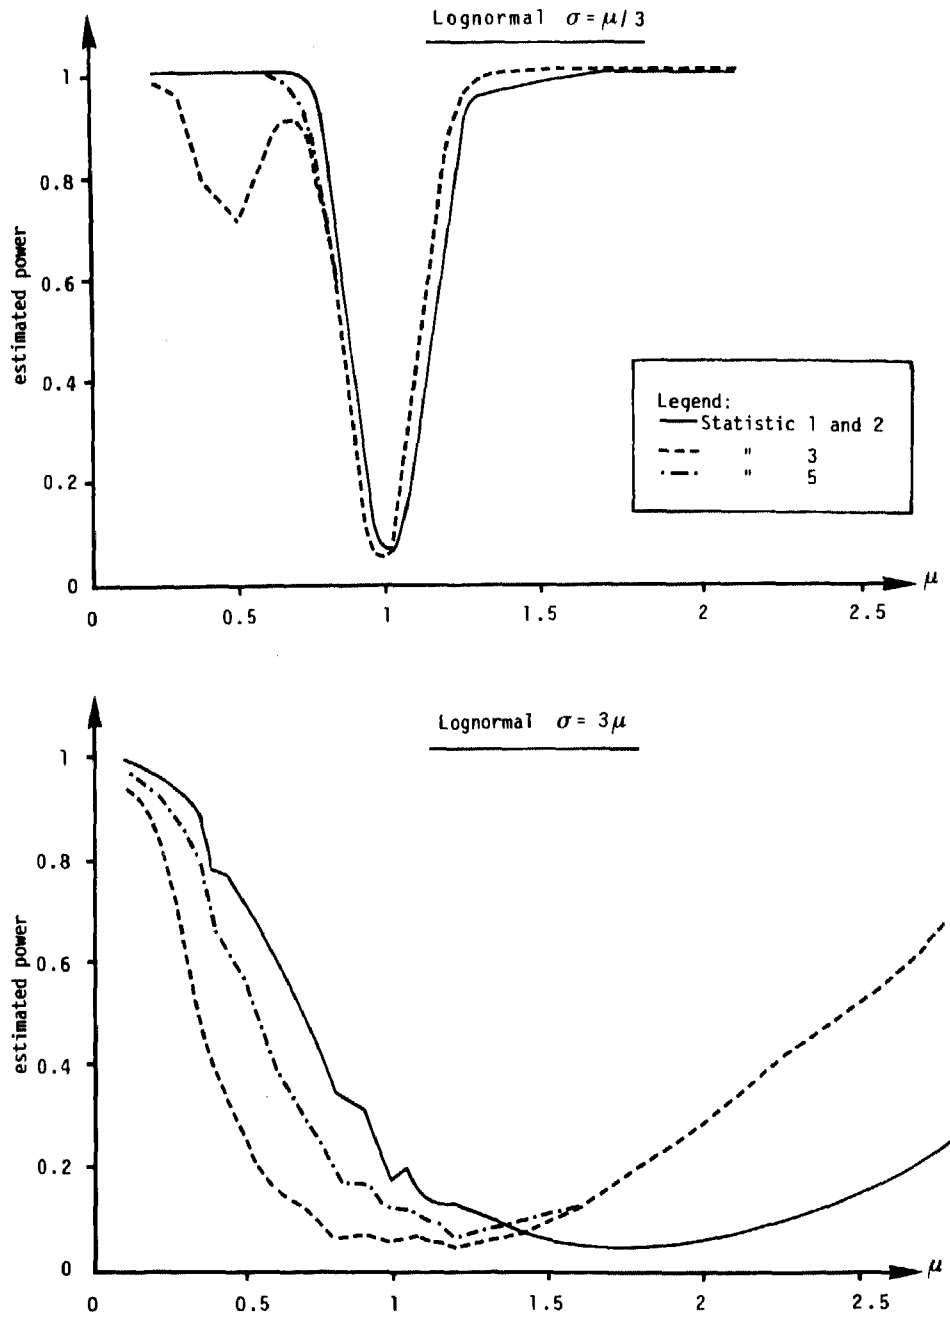 Lognormal σ = μ/3
1
0.8
0.6
0.4
0.2
0
estimated power
0 0.5 1 1.5 2 2.5 μ
Legend:
Statistic 1 and 2
" 3
" 5
Lognormal σ = 3μ
1
0.8
0.6
0.4
0.2
0
estimated power
0 0.5 1 1.5 2 2.5 μ